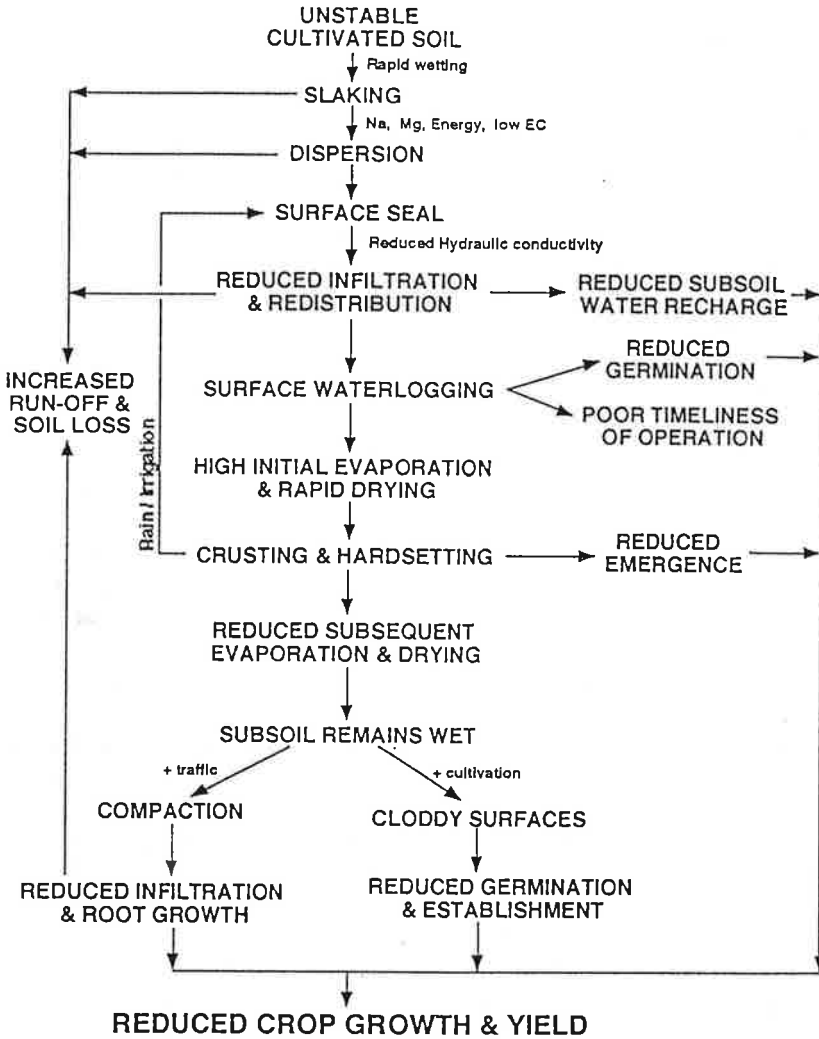 UNSTABLE
CULTIVATED SOIL
Rapid wetting
SLAKING
Na, Mg, Energy, low EC
DISPERSION
SURFACE SEAL
Reduced Hydraulic conductivity
REDUCED INFILTRATION
& REDISTRIBUTION
REDUCED SUBSOIL
WATER RECHARGE
INCREASED
RUN-OFF &
SOIL LOSS
SURFACE WATERLOGGING
REDUCED
GERMINATION
POOR TIMELINESS
OF OPERATION
Rain / Irrigation
HIGH INITIAL EVAPORATION
& RAPID DRYING
CRUSTING & HARDSETTING
REDUCED
EMERGENCE
REDUCED SUBSEQUENT
EVAPORATION & DRYING
SUBSOIL REMAINS WET
+ traffic
+ cultivation
COMPACTION
CLODDY SURFACES
REDUCED INFILTRATION
& ROOT GROWTH
REDUCED GERMINATION
& ESTABLISHMENT
REDUCED CROP GROWTH & YIELD